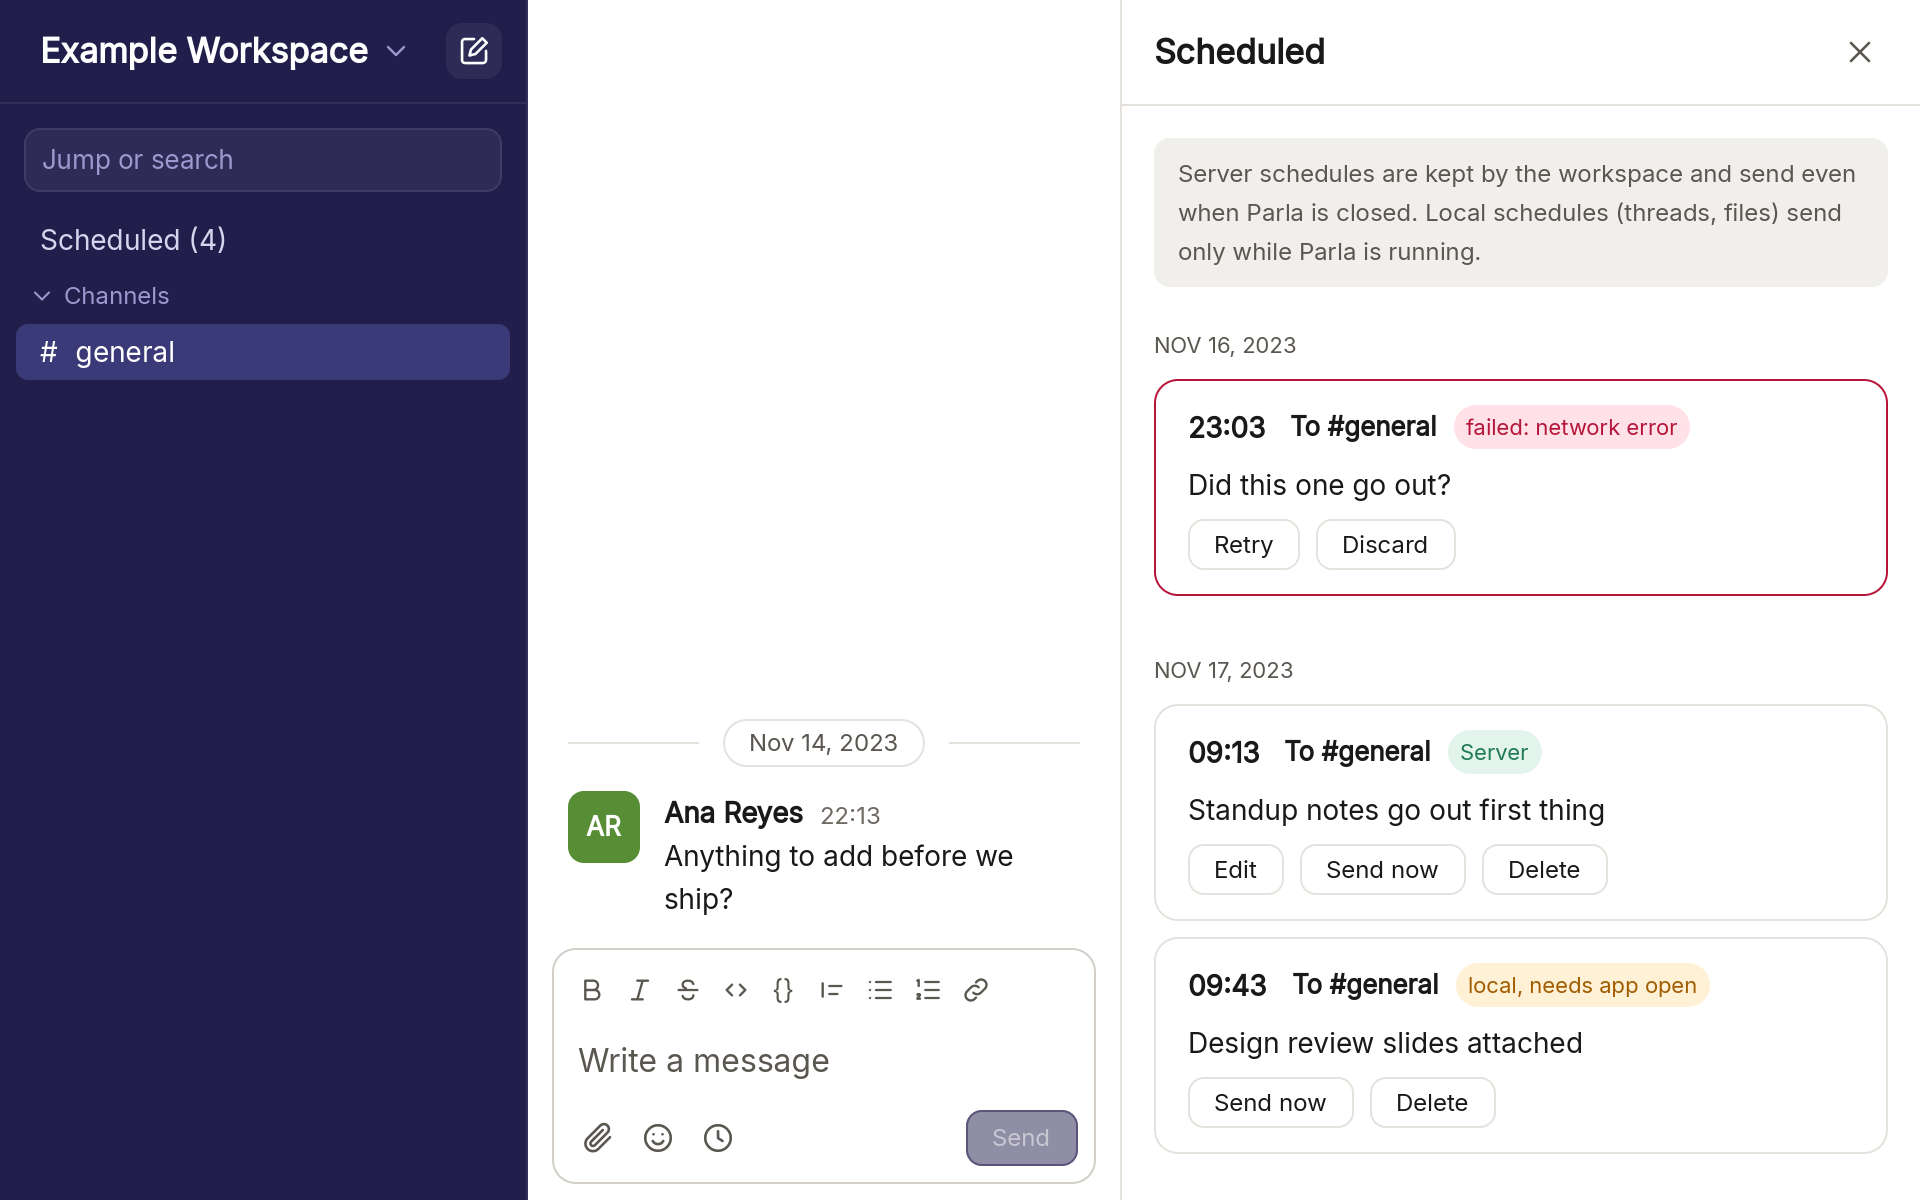 Example Workspace
Jump or search
Scheduled (4)
Channels
# general
Nov 14, 2023
AR
Ana Reyes 22:13
Anything to add before we
ship?
Write a message
Send
Scheduled
Server schedules are kept by the workspace and send even
when Parla is closed. Local schedules (threads, files) send
only while Parla is running.
NOV 16, 2023
23:03 To #general failed: network error
Did this one go out?
Retry Discard
NOV 17, 2023
09:13 To #general Server
Standup notes go out first thing
Edit Send now Delete
09:43 To #general local, needs app open
Design review slides attached
Send now Delete